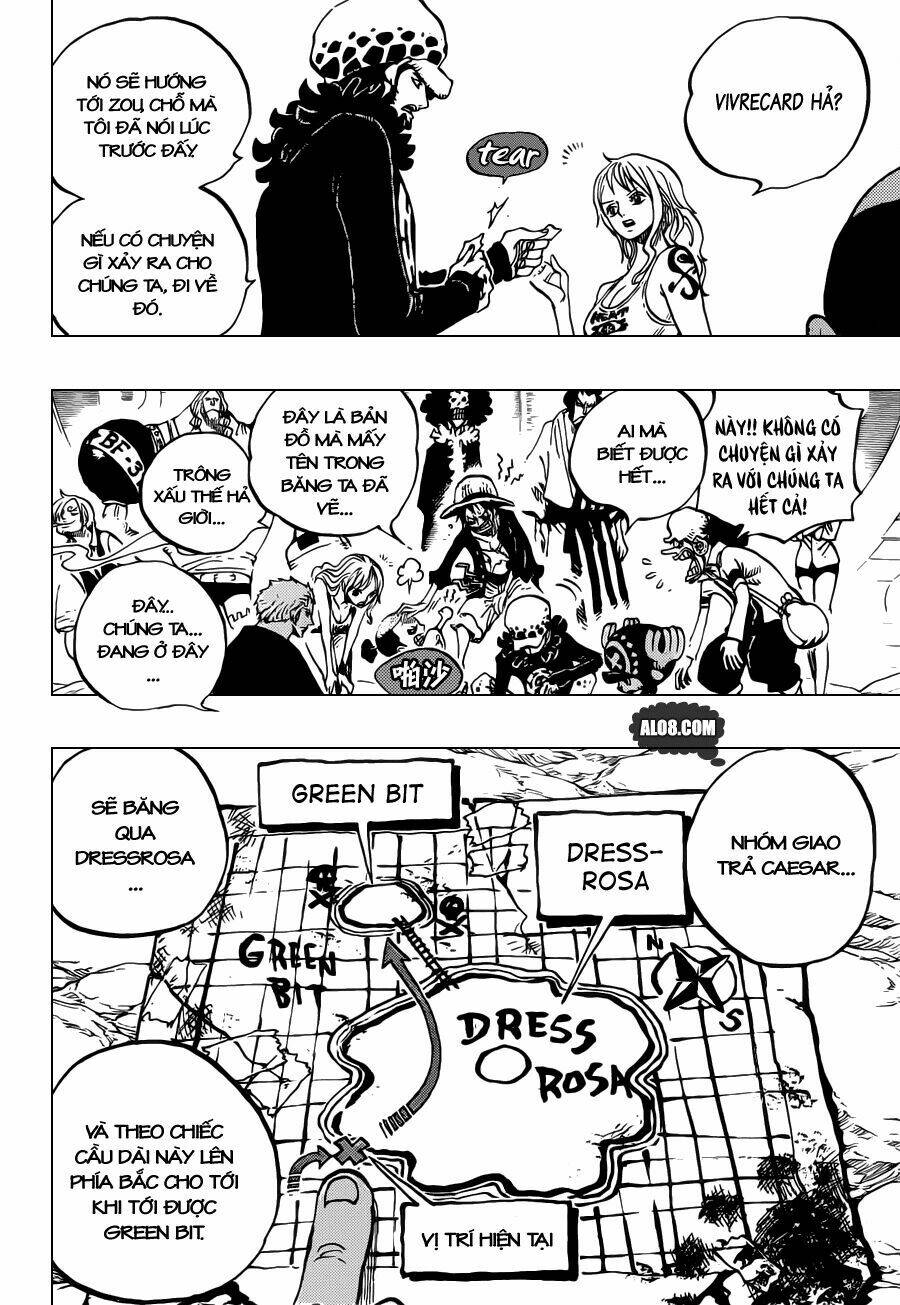 VIVRECARD HẢ?
tear
NÓ SẼ HƯỚNG
TỚI ZOU, CHỖ MÀ
TÔI ĐÃ NÓI LÚC
TRƯỚC ĐẤY.
NẾU CÓ CHUYỆN
GÌ XẢY RA CHO
CHÚNG TA, ĐI VỀ
ĐÓ.
HEAT
NÀY!! KHÔNG CÓ
CHUYỆN GÌ XẢY
RA VỚI CHÚNG TA
HẾT CẢ!
AI MÀ
BIẾT ĐƯỢC
HẾT...
ĐÂY LÀ BẢN
ĐỒ MÀ MẤY
TÊN TRONG
BĂNG TA ĐÃ
VẼ...
TRÔNG
XẤU THẾ HẢ
GIỜI...
BF-3
ĐÂY...
CHÚNG TA...
ĐANG Ở ĐÂY
...
啪沙
ALO8.COM
NHÓM GIAO
TRẢ CAESAR...
DRESS-
ROSA
GREEN BIT
SẼ BĂNG
QUA
DRESSROSA
...
GREEN
BIT
N
S
DRESS
ROSA
VÀ THEO CHIẾC
CẦU DÀI NÀY LÊN
PHÍA BẮC CHO TỚI
KHI TỚI ĐƯỢC
GREEN BIT.
VỊ TRÍ HIỆN TẠI